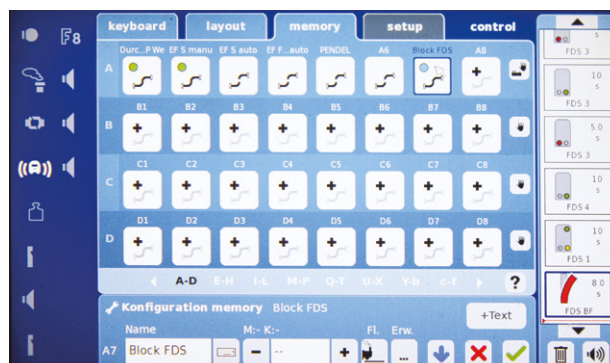 keyboard layout memory setup control
F8
Durc...P We EF S manu EF S auto EF F...auto PENDEL A6 Block FDS A8
A
B1 B2 B3 B4 B5 B6 B7 B8
B
C1 C2 C3 C4 C5 C6 C7 C8
C
D1 D2 D3 D4 D5 D6 D7 D8
D
A-D E-H I-L M-P Q-T U-X Y-b c-f ?
Konfiguration memory Block FDS
+Text
Name M:- K:- Fl. Erw.
A7 Block FDS - -- + ...
s
FDS 3
10
s
FDS 3
5.0
s
FDS 3
10
s
FDS 4
10
s
FDS 1
8.0
s
FDS BF